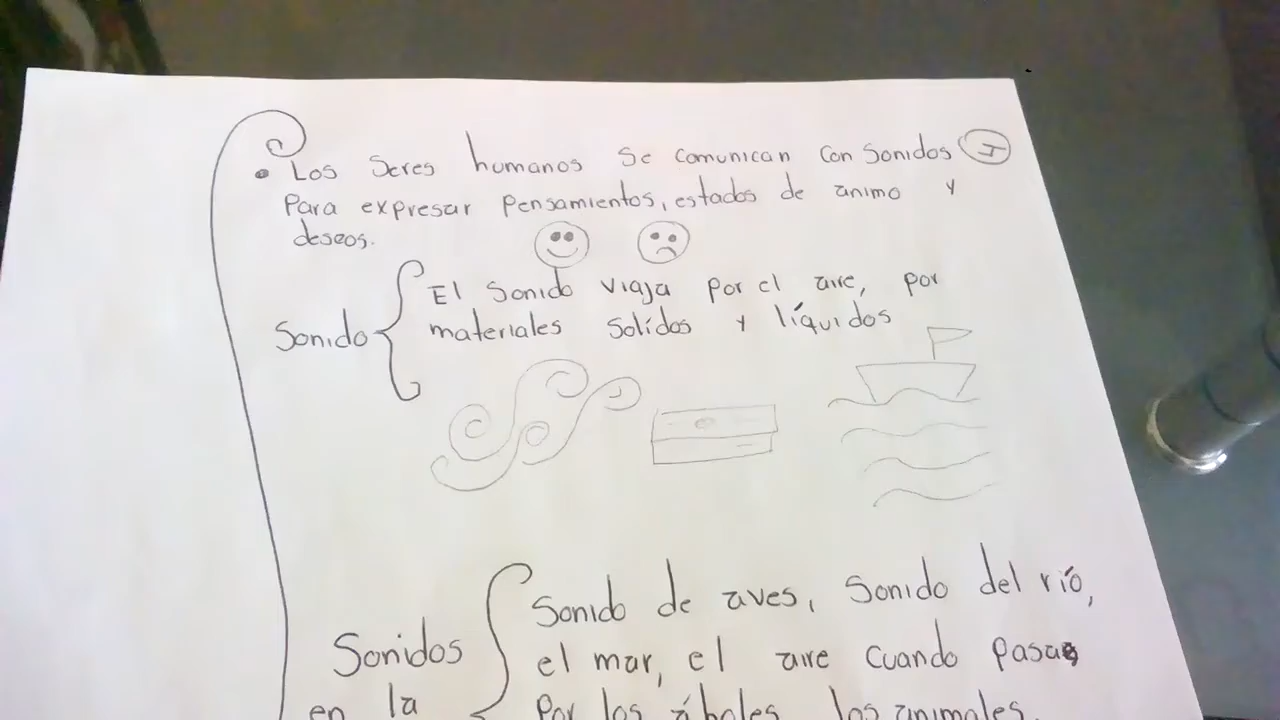 • Los Seres humanos se comunican con sonidos I
Para expresar pensamientos, estados de animo y
deseos.
El sonido viaja por el aire, por
Sonido
materiales solídos y líquidos
Sonido de aves, Sonido del río,
Sonidos
el mar, el aire cuando pasa
en la
Por los árboles los animales.